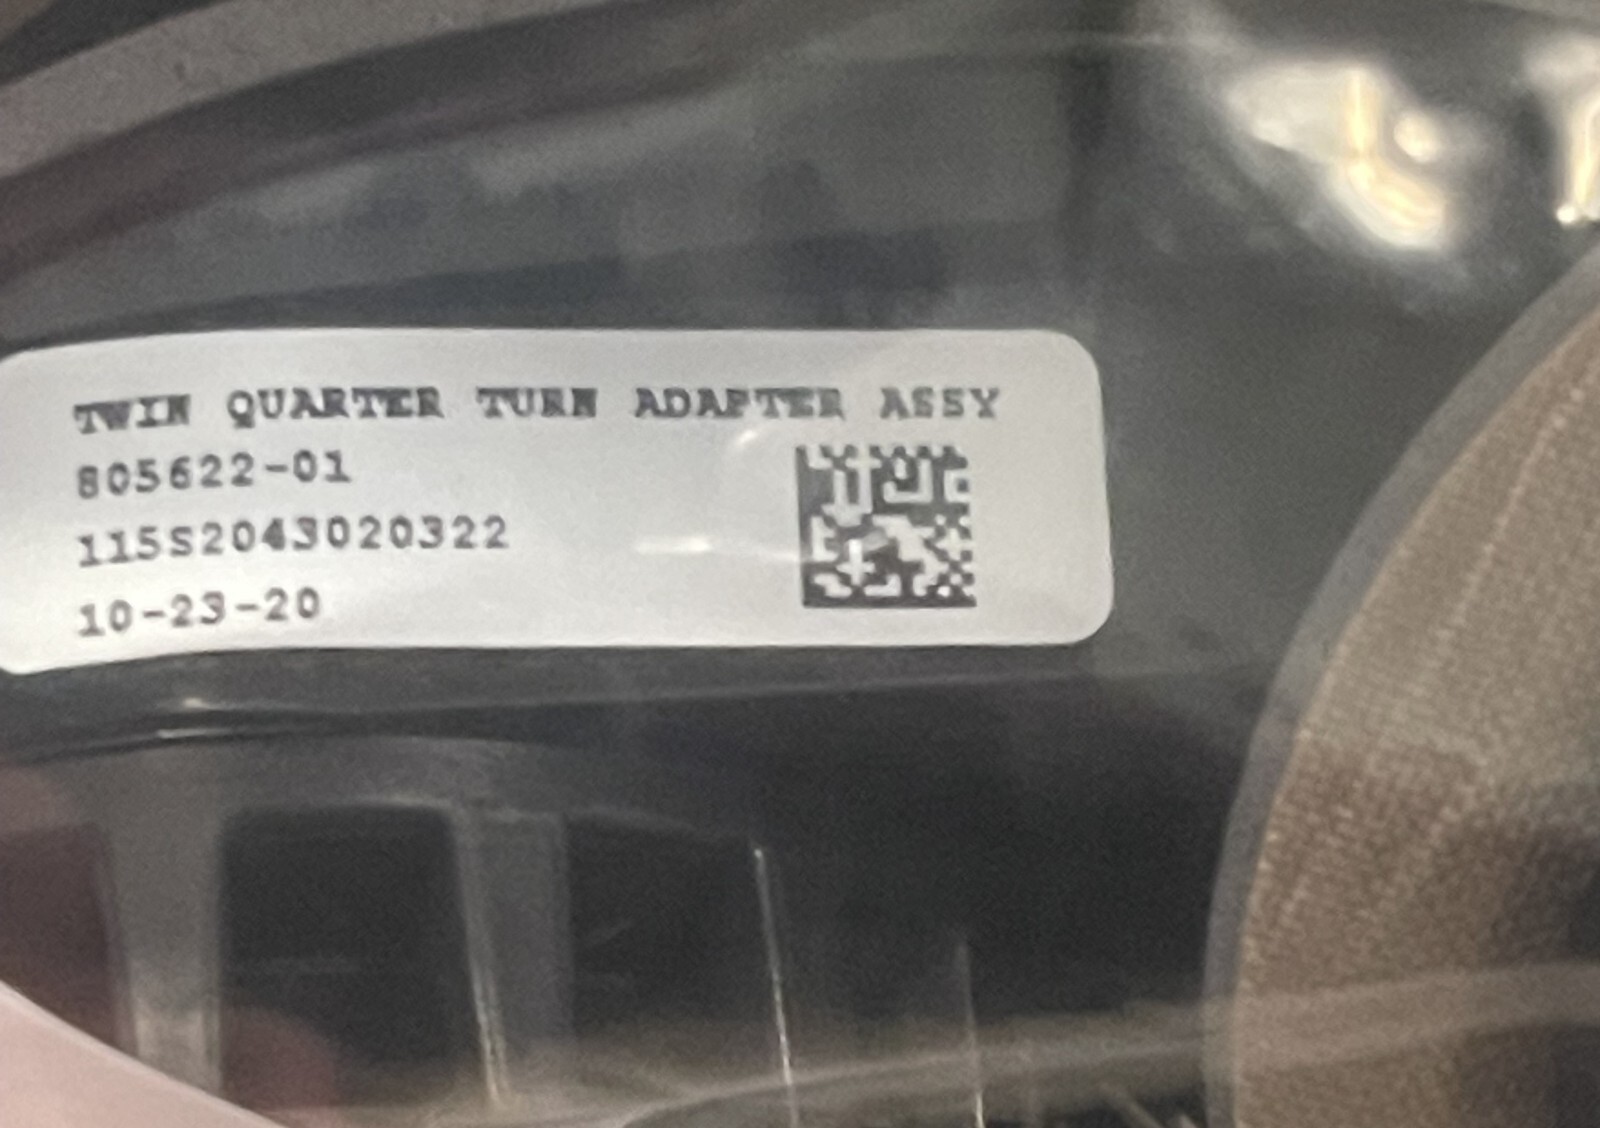 TWIN QUARTER TURN ADAPTER ASSY
805622-01
115S2043020322
10-23-20